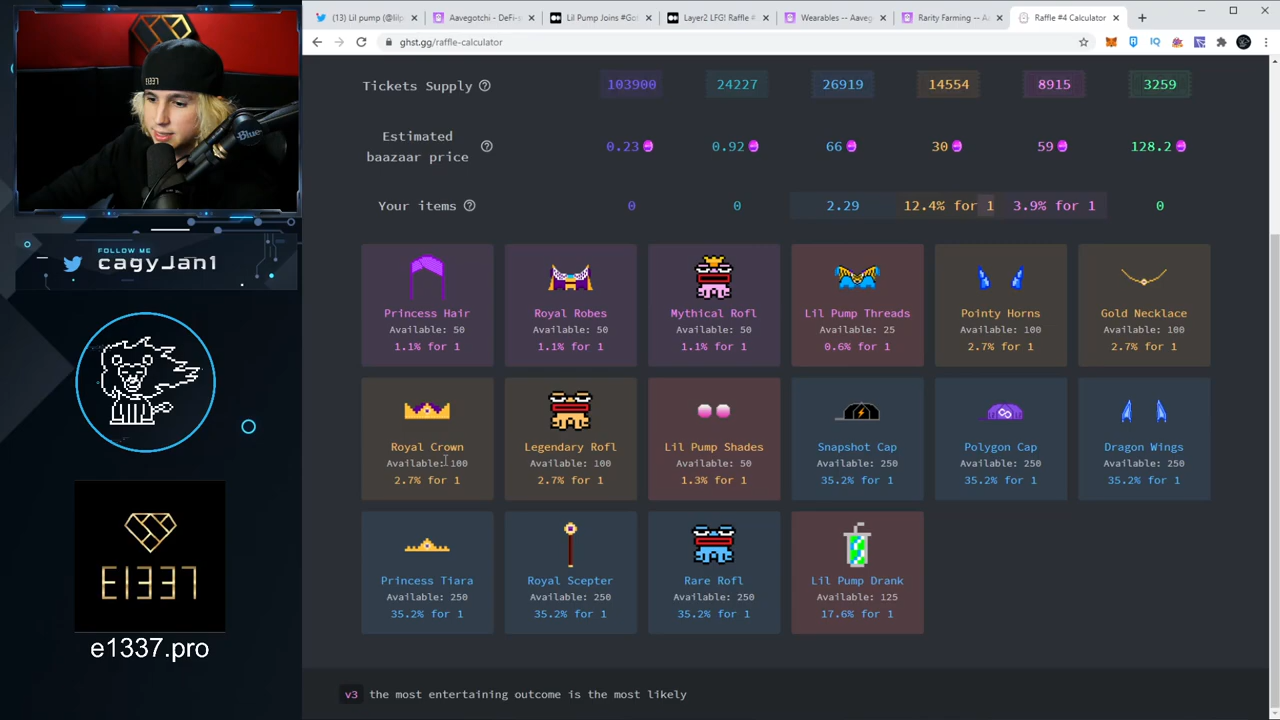 (13) Lil pump (@lilp
Aavegotchi - DeFi-s
Lil Pump Joins #Got
Layer2 LFG! Raffle #
Wearables -- Aaveg
Rarity Farming -- Aa
Raffle #4 Calculator
ghst.gg/raffle-calculator
IQ
E1337
Blue
FOLLOW ME
cagyJan1
E1337
e1337.pro
Tickets Supply
103900 24227 26919 14554 8915 3259
Estimated
baazaar price
0.23 0.92 66 30 59 128.2
Your items
0 0 2.29 12.4% for 1 3.9% for 1 0
Princess Hair
Available: 50
1.1% for 1
Royal Robes
Available: 50
1.1% for 1
Mythical Rofl
Available: 50
1.1% for 1
Lil Pump Threads
Available: 25
0.6% for 1
Pointy Horns
Available: 100
2.7% for 1
Gold Necklace
Available: 100
2.7% for 1
Royal Crown
Available: 100
2.7% for 1
Legendary Rofl
Available: 100
2.7% for 1
Lil Pump Shades
Available: 50
1.3% for 1
Snapshot Cap
Available: 250
35.2% for 1
Polygon Cap
Available: 250
35.2% for 1
Dragon Wings
Available: 250
35.2% for 1
Princess Tiara
Available: 250
35.2% for 1
Royal Scepter
Available: 250
35.2% for 1
Rare Rofl
Available: 250
35.2% for 1
Lil Pump Drank
Available: 125
17.6% for 1
v3 the most entertaining outcome is the most likely